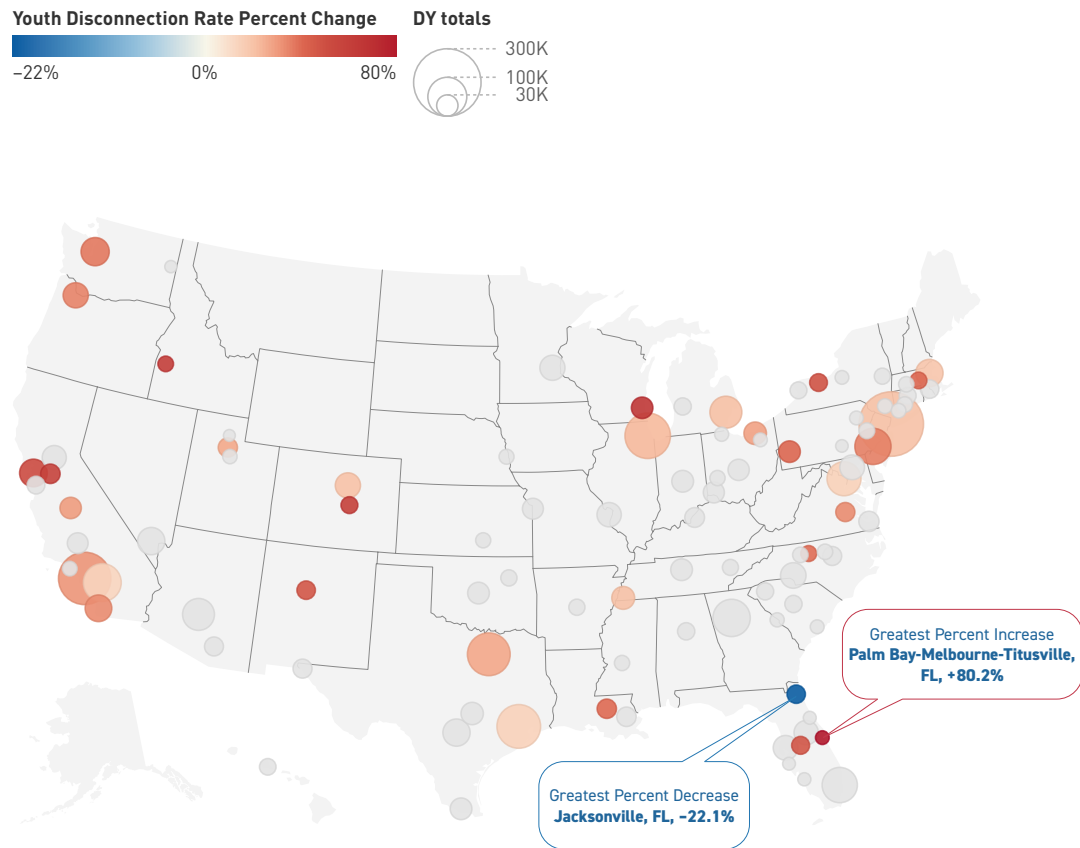 Youth Disconnection Rate Percent Change
−22%
0%
80%
DY totals
300K
100K
30K
Greatest Percent Increase
Palm Bay-Melbourne-Titusville,
FL, +80.2%
Greatest Percent Decrease
Jacksonville, FL, −22.1%